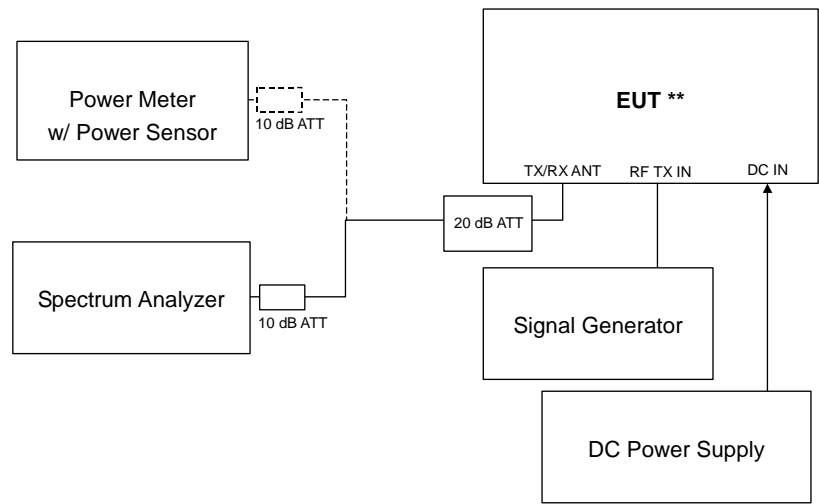 Power Meter
w/ Power Sensor
10 dB ATT
EUT **
TX/RX ANT
RF TX IN
DC IN
20 dB ATT
Spectrum Analyzer
10 dB ATT
Signal Generator
DC Power Supply